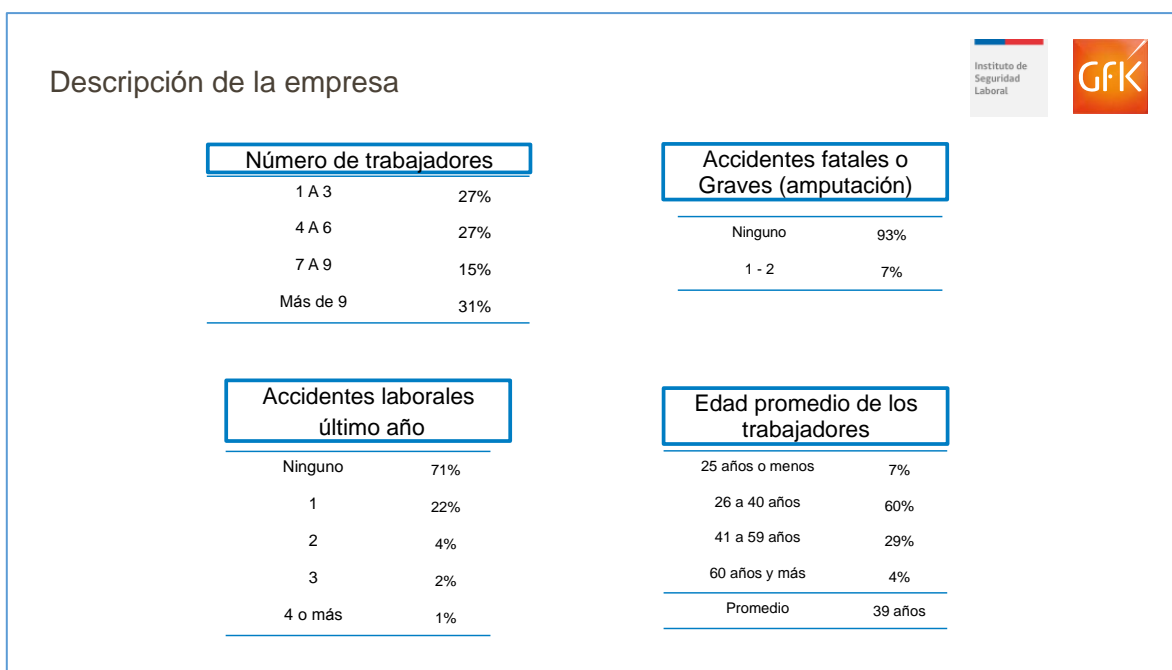 Descripción de la empresa
Instituto de
Seguridad
Laboral
GfK
Número de trabajadores
1 A 3 27%
4 A 6 27%
7 A 9 15%
Más de 9 31%
Accidentes fatales o
Graves (amputación)
Ninguno 93%
1 - 2 7%
Accidentes laborales
último año
Ninguno 71%
1 22%
2 4%
3 2%
4 o más 1%
Edad promedio de los
trabajadores
25 años o menos 7%
26 a 40 años 60%
41 a 59 años 29%
60 años y más 4%
Promedio 39 años